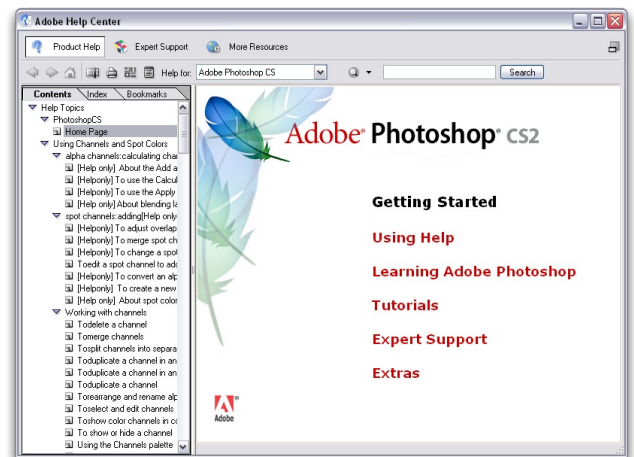 Adobe Help Center
Product Help Expert Support More Resources
Help for: Adobe Photoshop CS Search
Contents Index Bookmarks
Help Topics
PhotoshopCS
Home Page
Using Channels and Spot Colors
alpha channels:calculating chan
[Help only] About the Add a
[Helponly] To use the Calcul
[Helponly] To use the Apply
[Help only] About blending la
spot channels:adding[Help only
[Helponly] To adjust overlap
[Helponly] To merge spot ch
[Helponly] To change a spot
Toedit a spot channel to add
[Helponly] To convert an alp
[Helponly] To create a new
[Help only] About spot color
Working with channels
Todelete a channel
Tomerge channels
Tosplit channels into separa
Toduplicate a channel in an
Toduplicate a channel in an
Toduplicate a channel
Torearrange and rename alp
Toselect and edit channels
Toshow color channels in co
To show or hide a channel
Using the Channels palette
Adobe® Photoshop® CS2
Getting Started
Using Help
Learning Adobe Photoshop
Tutorials
Expert Support
Extras
Adobe